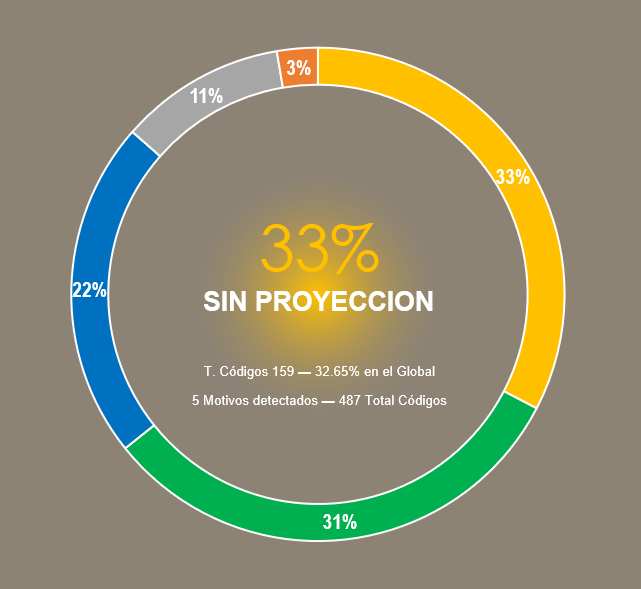 3%
11%
33%
33%
SIN PROYECCION
22%
T. Códigos 159 — 32.65% en el Global
5 Motivos detectados — 487 Total Códigos
31%